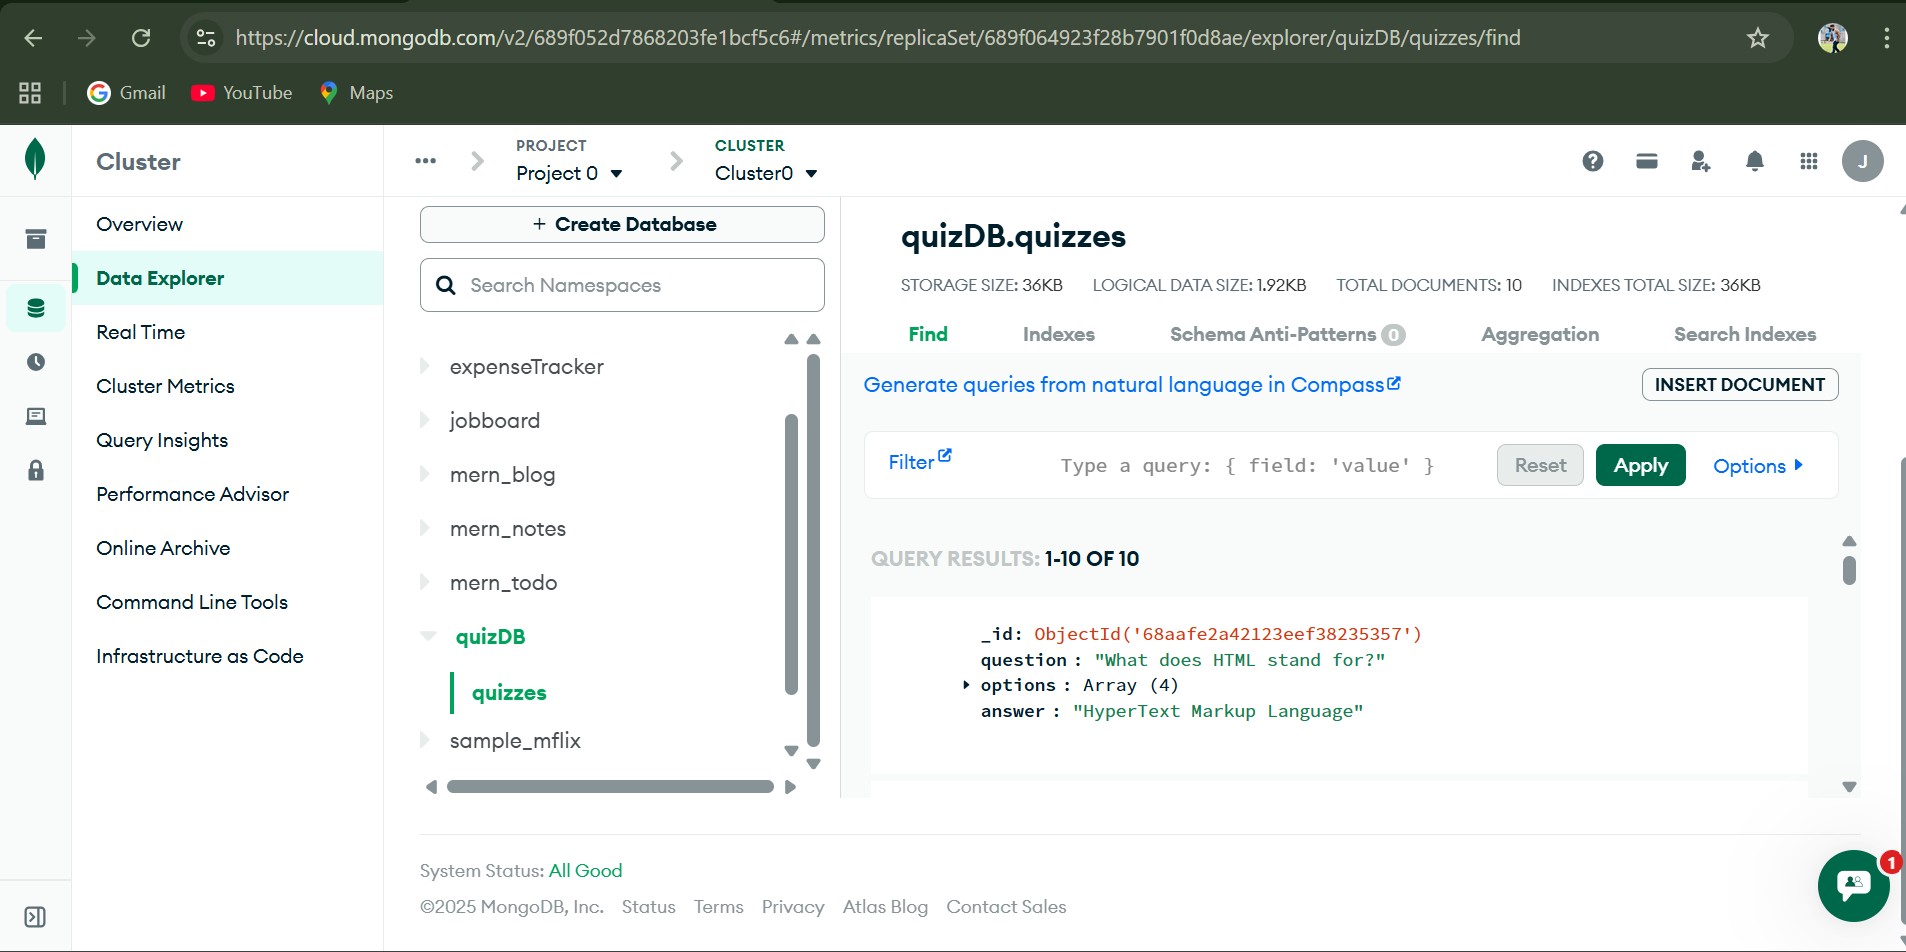 https://cloud.mongodb.com/v2/689f052d7868203fe1bcf5c6#/metrics/replicaSet/689f064923f28b7901f0d8ae/explorer/quizDB/quizzes/find
Gmail
YouTube
Maps
Cluster
PROJECT
Project 0
CLUSTER
Cluster0
J
Overview
Data Explorer
Real Time
Cluster Metrics
Query Insights
Performance Advisor
Online Archive
Command Line Tools
Infrastructure as Code
+ Create Database
Search Namespaces
expenseTracker
jobboard
mern_blog
mern_notes
mern_todo
quizDB
quizzes
sample_mflix
quizDB.quizzes
STORAGE SIZE: 36KB LOGICAL DATA SIZE: 1.92KB TOTAL DOCUMENTS: 10 INDEXES TOTAL SIZE: 36KB
Find Indexes Schema Anti-Patterns 0 Aggregation Search Indexes
Generate queries from natural language in Compass
INSERT DOCUMENT
Filter
Type a query: { field: 'value' }
Reset
Apply
Options
QUERY RESULTS: 1-10 OF 10
_id: ObjectId('68aafe2a42123eef38235357')
question : "What does HTML stand for?"
options : Array (4)
answer : "HyperText Markup Language"
System Status: All Good
©2025 MongoDB, Inc. Status Terms Privacy Atlas Blog Contact Sales
1